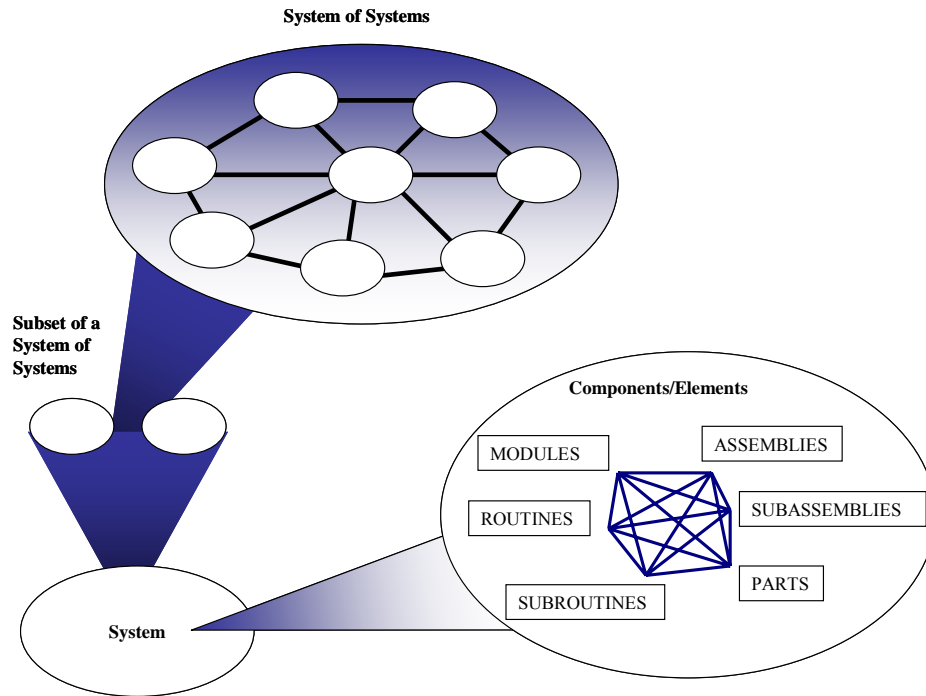 System of Systems
Subset of a
System of
Systems
Components/Elements
ASSEMBLIES
MODULES
SUBASSEMBLIES
ROUTINES
PARTS
SUBROUTINES
System